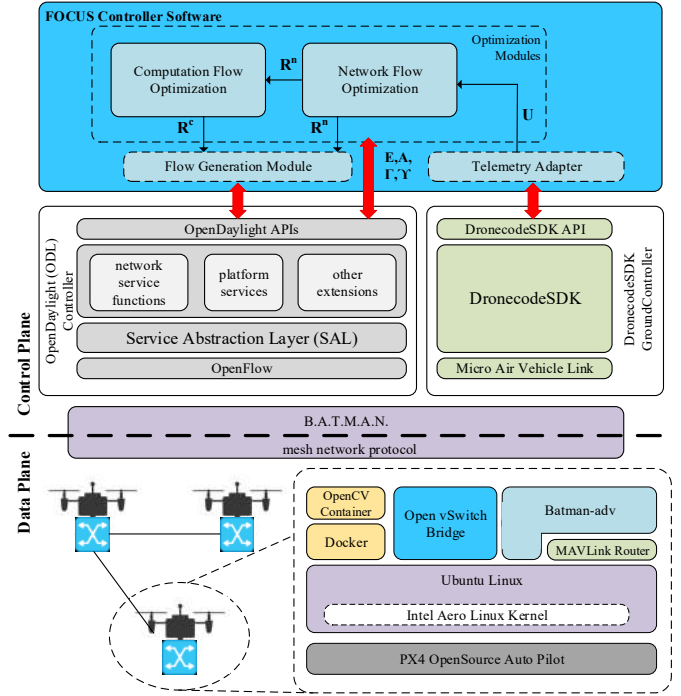 FOCUS Controller Software
Optimization
Modules
Computation Flow
Optimization
R^n
Network Flow
Optimization
R^c
R^n
U
Flow Generation Module
E,A,
Γ,ϒ
Telemetry Adapter
Control Plane
OpenDaylight (ODL)
Controller
OpenDaylight APIs
network
service
functions
platform
services
other
extensions
Service Abstraction Layer (SAL)
OpenFlow
DronecodeSDK API
DronecodeSDK
Micro Air Vehicle Link
DronecodeSDK
GroundController
B.A.T.M.A.N.
mesh network protocol
Data Plane
OpenCV
Container
Docker
Open vSwitch
Bridge
Batman-adv
MAVLink Router
Ubuntu Linux
Intel Aero Linux Kernel
PX4 OpenSource Auto Pilot